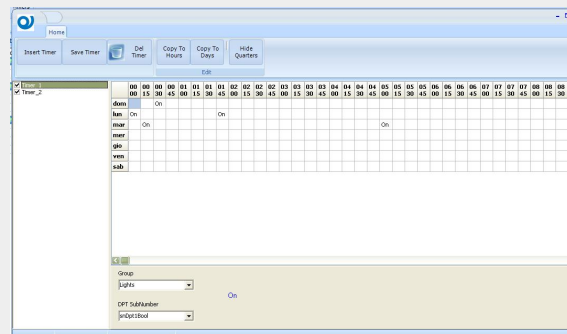 Home
Insert Timer
Save Timer
Del Timer
Copy To Hours
Copy To Days
Hide Quarters
Edit
Timer_1
Timer_2
00 00 00 00 01 01 01 01 02 02 02 02 03 03 03 03 04 04 04 04 05 05 05 05 06 06 06 06 07 07 07 07 08 08 08
00 15 30 45 00 15 30 45 00 15 30 45 00 15 30 45 00 15 30 45 00 15 30 45 00 15 30 45 00 15 30 45 00 15 30
dom On
lun On On
mar On On
mer
gio
ven
sab
Group
Lights
On
DPT SubNumber
snDpt1Bool